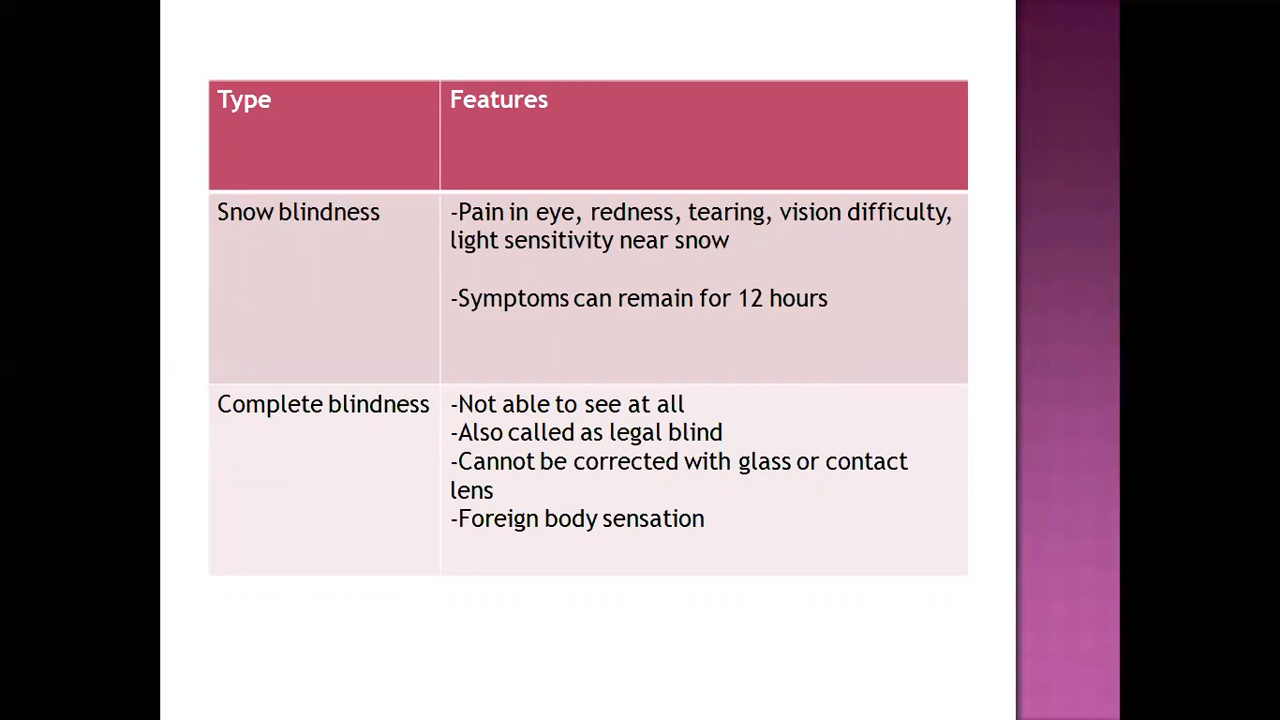 Type
Features
Snow blindness
-Pain in eye, redness, tearing, vision difficulty,
light sensitivity near snow
-Symptoms can remain for 12 hours
Complete blindness
-Not able to see at all
-Also called as legal blind
-Cannot be corrected with glass or contact
lens
-Foreign body sensation